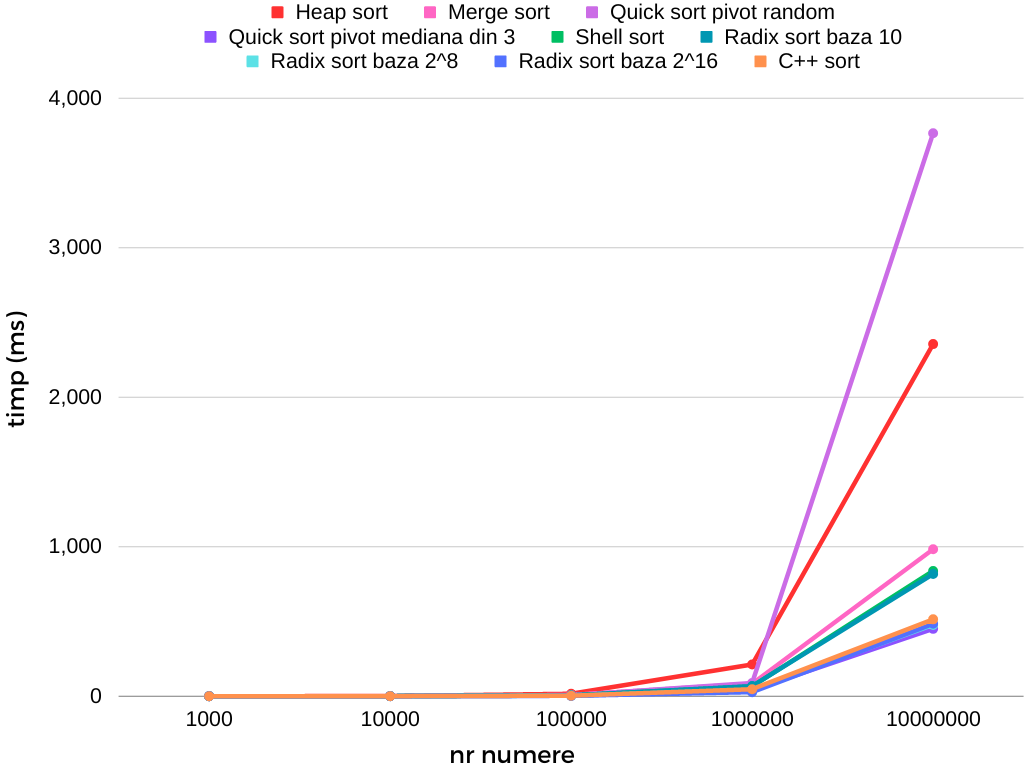 Heap sort Merge sort Quick sort pivot random
Quick sort pivot mediana din 3 Shell sort Radix sort baza 10
Radix sort baza 2^8 Radix sort baza 2^16 C++ sort
4,000
3,000
2,000
1,000
0
timp (ms)
1000 10000 100000 1000000 10000000
nr numere